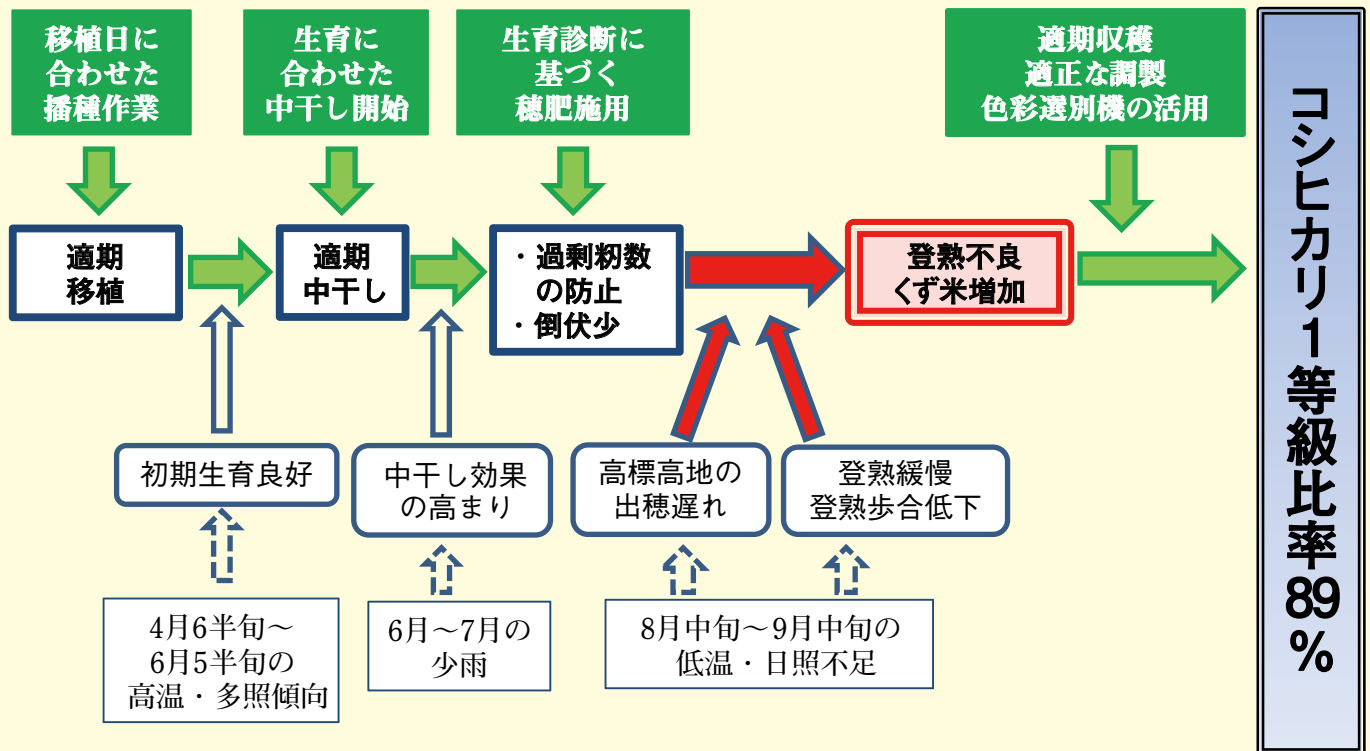 移植日に
合わせた
播種作業
生育に
合わせた
中干し開始
生育診断に
基づく
穂肥施用
適期収穫
適正な調製
色彩選別機の活用
適期
移植
適期
中干し
・過剰籾数
の防止
・倒伏少
登熟不良
くず米増加
初期生育良好
中干し効果
の高まり
高標高地の
出穂遅れ
登熟緩慢
登熟歩合低下
4月6半旬～
6月5半旬の
高温・多照傾向
6月～7月の
少雨
8月中旬～9月中旬の
低温・日照不足
コシヒカリ1等級比率89%